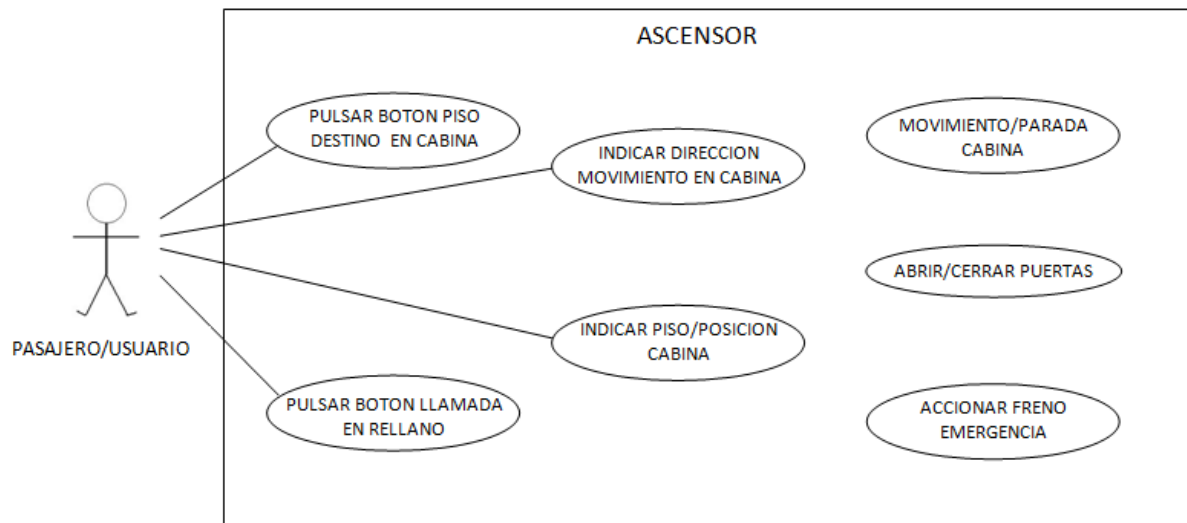 ASCENSOR
PULSAR BOTON PISO
DESTINO EN CABINA
INDICAR DIRECCION
MOVIMIENTO EN CABINA
MOVIMIENTO/PARADA
CABINA
ABRIR/CERRAR PUERTAS
PASAJERO/USUARIO
INDICAR PISO/POSICION
CABINA
PULSAR BOTON LLAMADA
EN RELLANO
ACCIONAR FRENO
EMERGENCIA